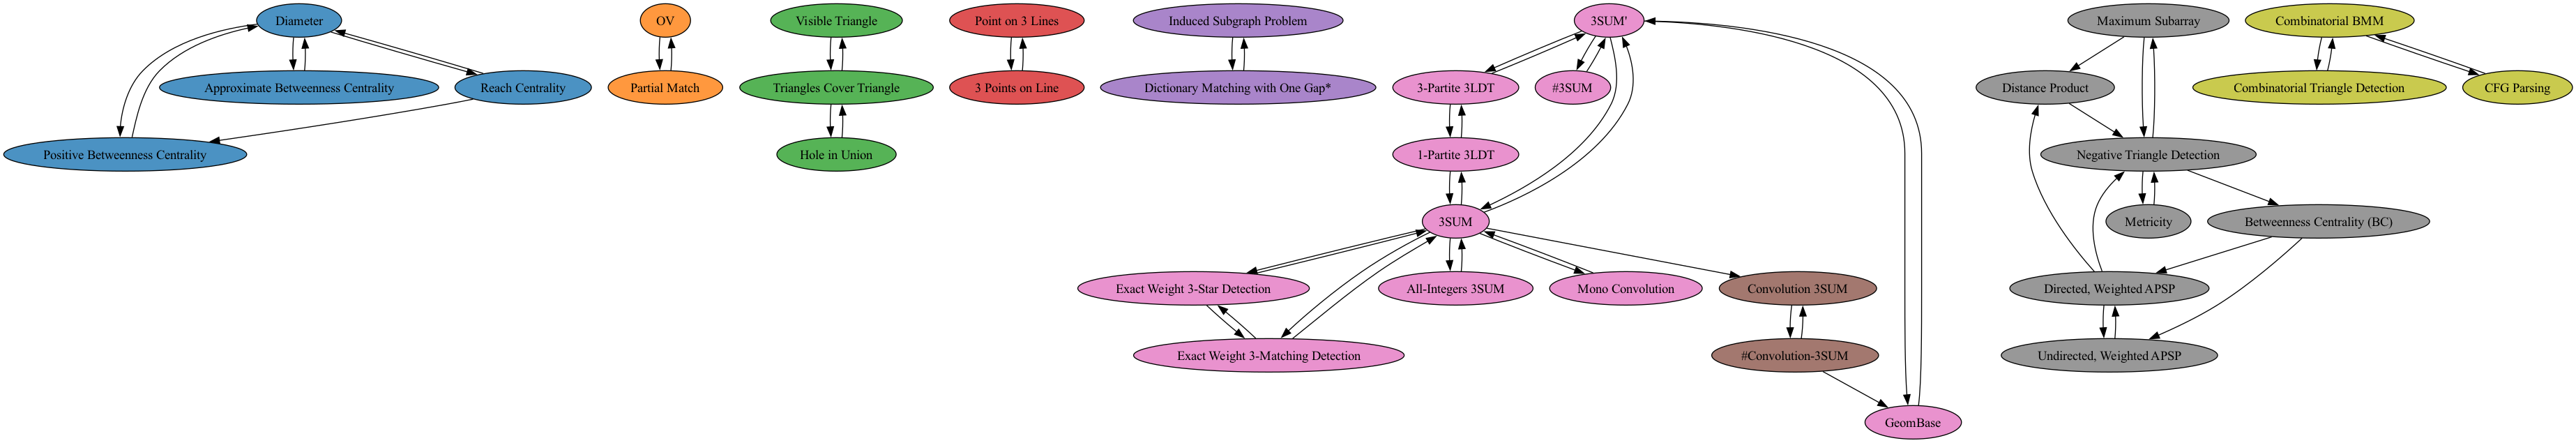 Diameter
OV
Visible Triangle
Point on 3 Lines
Induced Subgraph Problem
3SUM'
Maximum Subarray
Combinatorial BMM
Approximate Betweenness Centrality
Reach Centrality
Partial Match
Triangles Cover Triangle
3 Points on Line
Dictionary Matching with One Gap*
3-Partite 3LDT
#3SUM
Distance Product
Combinatorial Triangle Detection
CFG Parsing
Positive Betweenness Centrality
Hole in Union
1-Partite 3LDT
Negative Triangle Detection
3SUM
Metricity
Betweenness Centrality (BC)
Exact Weight 3-Star Detection
All-Integers 3SUM
Mono Convolution
Convolution 3SUM
Directed, Weighted APSP
Exact Weight 3-Matching Detection
#Convolution-3SUM
Undirected, Weighted APSP
GeomBase